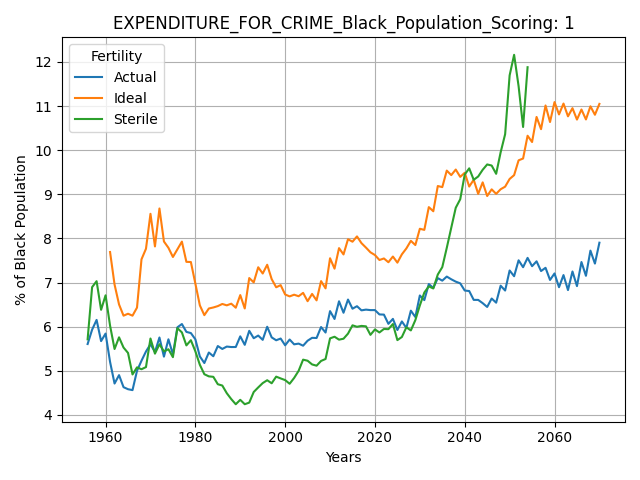 EXPENDITURE_FOR_CRIME_Black_Population_Scoring: 1
Fertility
Actual
Ideal
Sterile
% of Black Population
12
11
10
9
8
7
6
5
4
1960 1980 2000 2020 2040 2060
Years